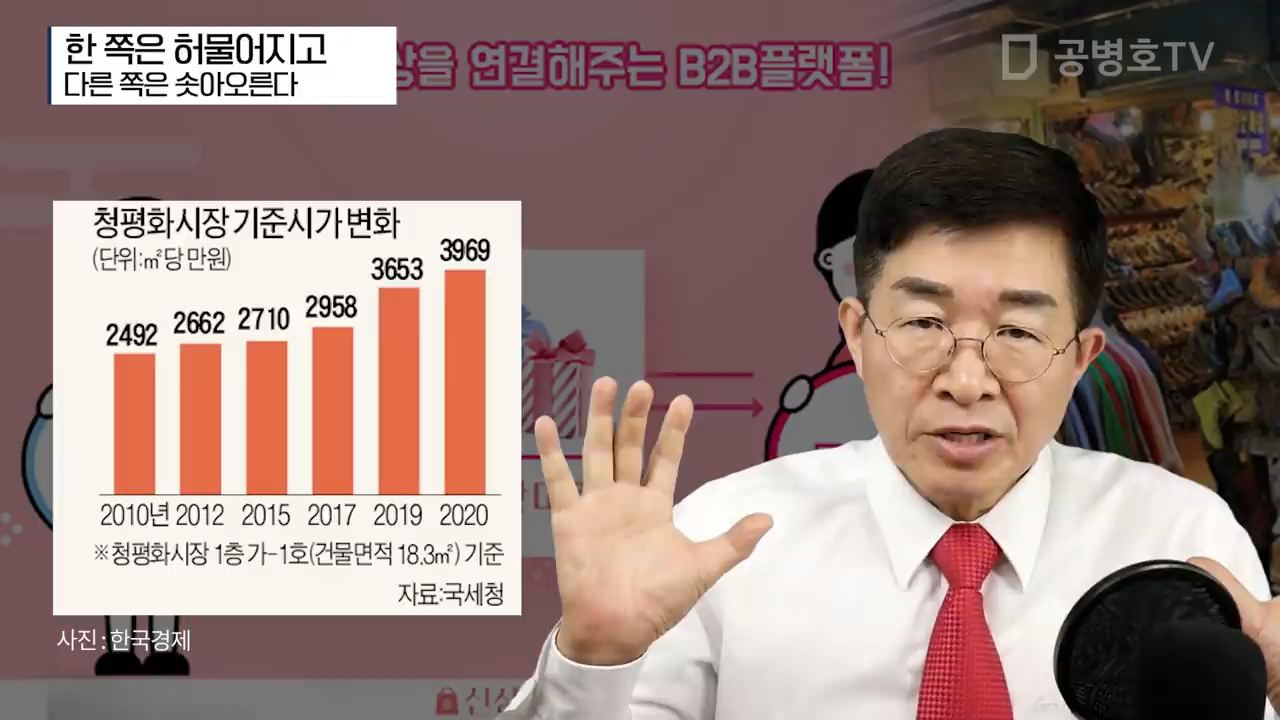 한 쪽은 허물어지고
다른 쪽은 솟아오른다
상을 연결해주는 B2B플랫폼!
공병호TV
청평화시장 기준시가 변화
(단위:㎡당 만원)
2492
2662
2710
2958
3653
3969
2010년 2012 2015 2017 2019 2020
※청평화시장 1층 가-1호(건물면적 18.3㎡) 기준
자료:국세청
사진 : 한국경제